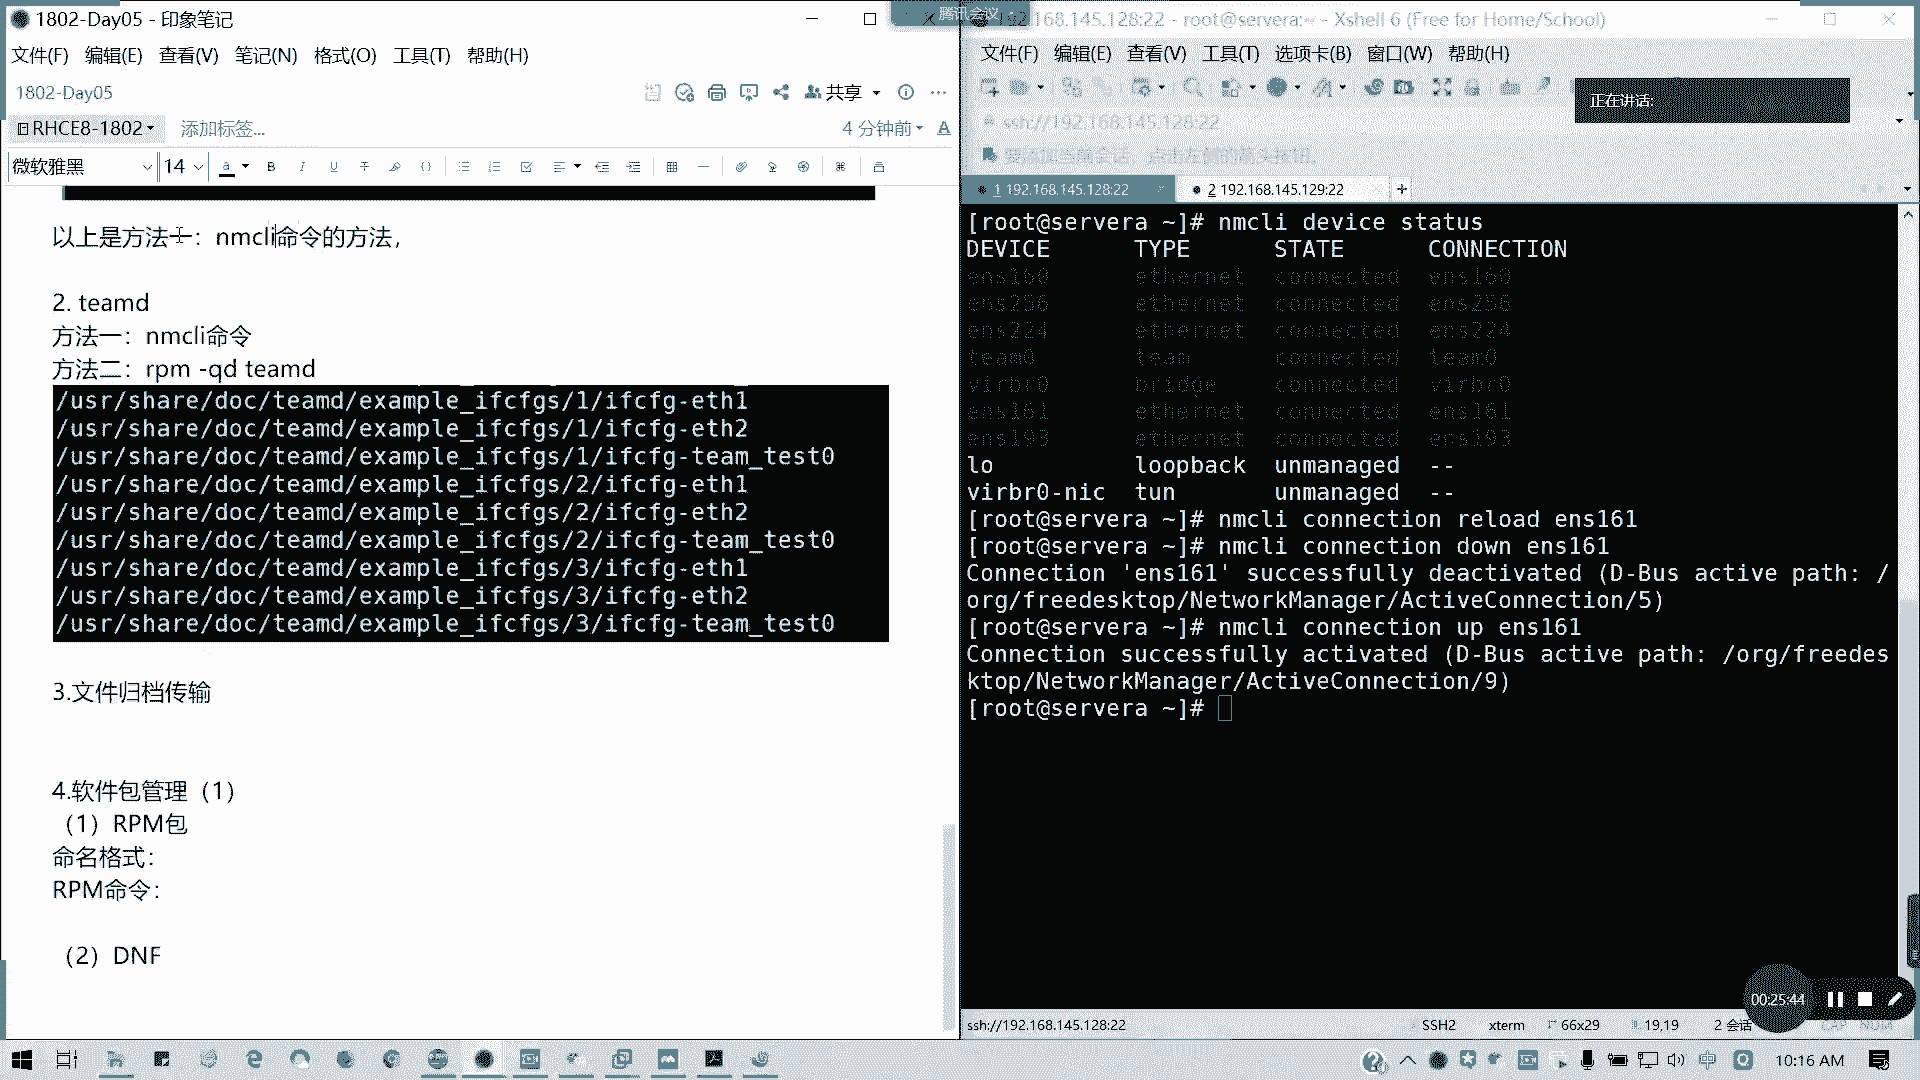 1802-Day05 - 印象笔记
文件(F) 编辑(E) 查看(V) 笔记(N) 格式(O) 工具(T) 帮助(H)
1802-Day05
共享
RHCE8-1802
添加标签...
4 分钟前
微软雅黑
14
以上是方法一：nmcli命令的方法，
2. teamd
方法一：nmcli命令
方法二：rpm -qd teamd
/usr/share/doc/teamd/example_ifcfgs/1/ifcfg-eth1
/usr/share/doc/teamd/example_ifcfgs/1/ifcfg-eth2
/usr/share/doc/teamd/example_ifcfgs/1/ifcfg-team_test0
/usr/share/doc/teamd/example_ifcfgs/2/ifcfg-eth1
/usr/share/doc/teamd/example_ifcfgs/2/ifcfg-eth2
/usr/share/doc/teamd/example_ifcfgs/2/ifcfg-team_test0
/usr/share/doc/teamd/example_ifcfgs/3/ifcfg-eth1
/usr/share/doc/teamd/example_ifcfgs/3/ifcfg-eth2
/usr/share/doc/teamd/example_ifcfgs/3/ifcfg-team_test0
3.文件归档传输
4.软件包管理（1）
（1）RPM包
命名格式：
RPM命令：
（2）DNF
腾讯会议
192.168.145.128:22 - root@servera:~ - Xshell 6 (Free for Home/School)
文件(F) 编辑(E) 查看(V) 工具(T) 选项卡(B) 窗口(W) 帮助(H)
正在讲话:
ssh://192.168.145.128:22
要添加当前会话，点击左侧的箭头按钮。
1 192.168.145.128:22
2 192.168.145.129:22
[root@servera ~]# nmcli device status
DEVICE TYPE STATE CONNECTION
ens160 ethernet connected ens160
ens256 ethernet connected ens256
ens224 ethernet connected ens224
team0 team connected team0
virbr0 bridge connected virbr0
ens161 ethernet connected ens161
ens193 ethernet connected ens193
lo loopback unmanaged --
virbr0-nic tun unmanaged --
[root@servera ~]# nmcli connection reload ens161
[root@servera ~]# nmcli connection down ens161
Connection 'ens161' successfully deactivated (D-Bus active path: /
org/freedesktop/NetworkManager/ActiveConnection/5)
[root@servera ~]# nmcli connection up ens161
Connection successfully activated (D-Bus active path: /org/freedes
ktop/NetworkManager/ActiveConnection/9)
[root@servera ~]#
00:25:44
ssh://192.168.145.128:22
SSH2 xterm 66x29 19,19 2 会话 CAP NUM
中
10:16 AM